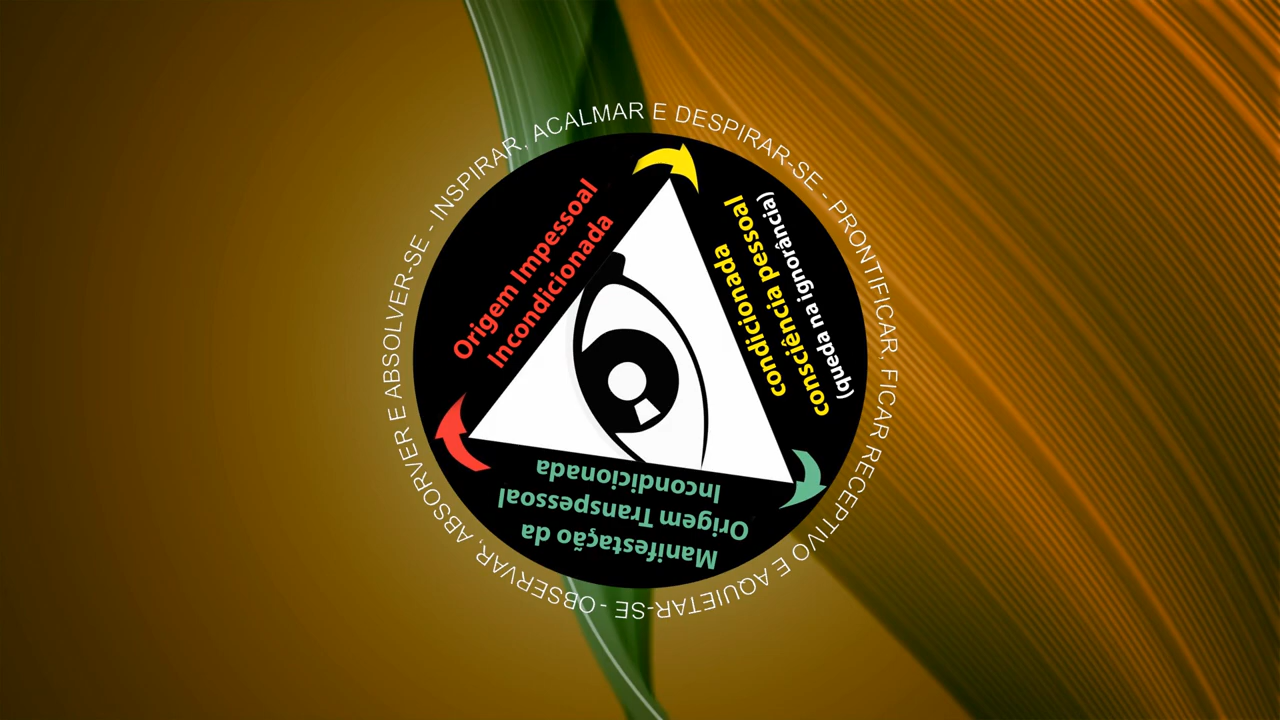 INSPIRAR, ACALMAR E DESPIRAR-SE - PRONTIFICAR, FICAR RECEPTIVO E AQUIETAR-SE - OBSERVAR, ABSORVER E ABSOLVER-SE -
Origem Impessoal
Incondicionada
(queda na ignorância)
consciência pessoal
condicionada
Manifestação da
Origem Transpessoal
Incondicionada